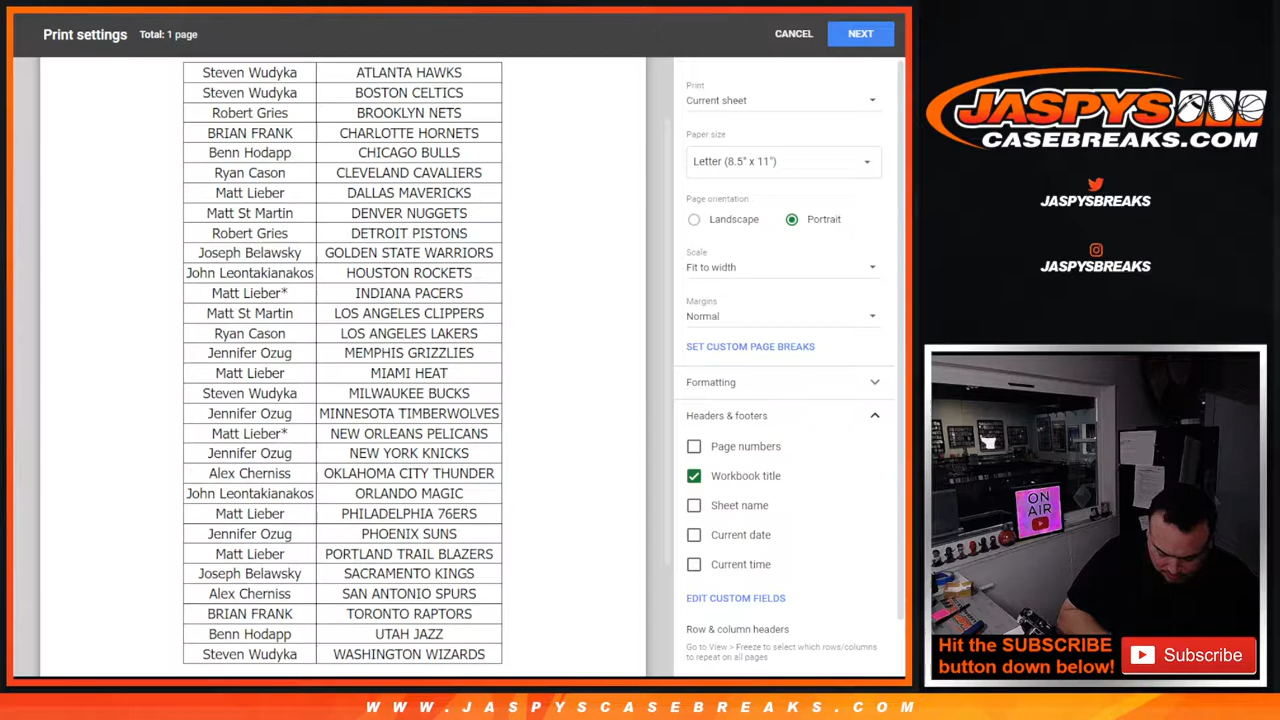 Print settings Total: 1 page CANCEL NEXT
Steven Wudyka ATLANTA HAWKS
Steven Wudyka BOSTON CELTICS
Robert Gries BROOKLYN NETS
BRIAN FRANK CHARLOTTE HORNETS
Benn Hodapp CHICAGO BULLS
Ryan Cason CLEVELAND CAVALIERS
Matt Lieber DALLAS MAVERICKS
Matt St Martin DENVER NUGGETS
Robert Gries DETROIT PISTONS
Joseph Belawsky GOLDEN STATE WARRIORS
John Leontakianakos HOUSTON ROCKETS
Matt Lieber* INDIANA PACERS
Matt St Martin LOS ANGELES CLIPPERS
Ryan Cason LOS ANGELES LAKERS
Jennifer Ozug MEMPHIS GRIZZLIES
Matt Lieber MIAMI HEAT
Steven Wudyka MILWAUKEE BUCKS
Jennifer Ozug MINNESOTA TIMBERWOLVES
Matt Lieber* NEW ORLEANS PELICANS
Jennifer Ozug NEW YORK KNICKS
Alex Cherniss OKLAHOMA CITY THUNDER
John Leontakianakos ORLANDO MAGIC
Matt Lieber PHILADELPHIA 76ERS
Jennifer Ozug PHOENIX SUNS
Matt Lieber PORTLAND TRAIL BLAZERS
Joseph Belawsky SACRAMENTO KINGS
Alex Cherniss SAN ANTONIO SPURS
BRIAN FRANK TORONTO RAPTORS
Benn Hodapp UTAH JAZZ
Steven Wudyka WASHINGTON WIZARDS
Print
Current sheet
Paper size
Letter (8.5" x 11")
Page orientation
Landscape Portrait
Scale
Fit to width
Margins
Normal
SET CUSTOM PAGE BREAKS
Formatting
Headers & footers
Page numbers
Workbook title
Sheet name
Current date
Current time
EDIT CUSTOM FIELDS
Row & column headers
Go to View > Freeze to select which rows/columns
to repeat on all pages
JASPYS
CASEBREAKS.COM
JASPYSBREAKS
JASPYSBREAKS
ON
AIR
Hit the SUBSCRIBE
button down below!
Subscribe
WWW.JASPYSCASEBREAKS.COM